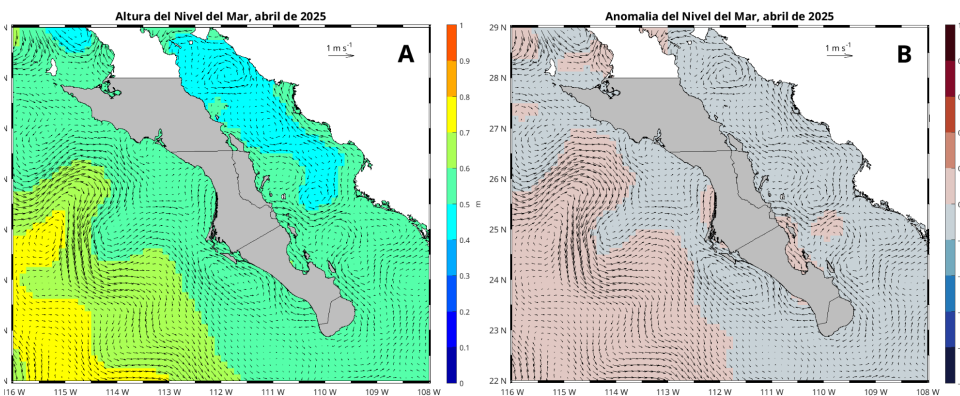 Altura del Nivel del Mar, abril de 2025
Anomalia del Nivel del Mar, abril de 2025
1 m s-1
A
1
0.9
0.8
0.7
0.6
0.5
0.4
0.3
0.2
0.1
0
m
116 W 115 W 114 W 113 W 112 W 111 W 110 W 109 W 108 W
1 m s-1
B
29 N
28 N
27 N
26 N
25 N
24 N
23 N
22 N
116 W 115 W 114 W 113 W 112 W 111 W 110 W 109 W 108 W